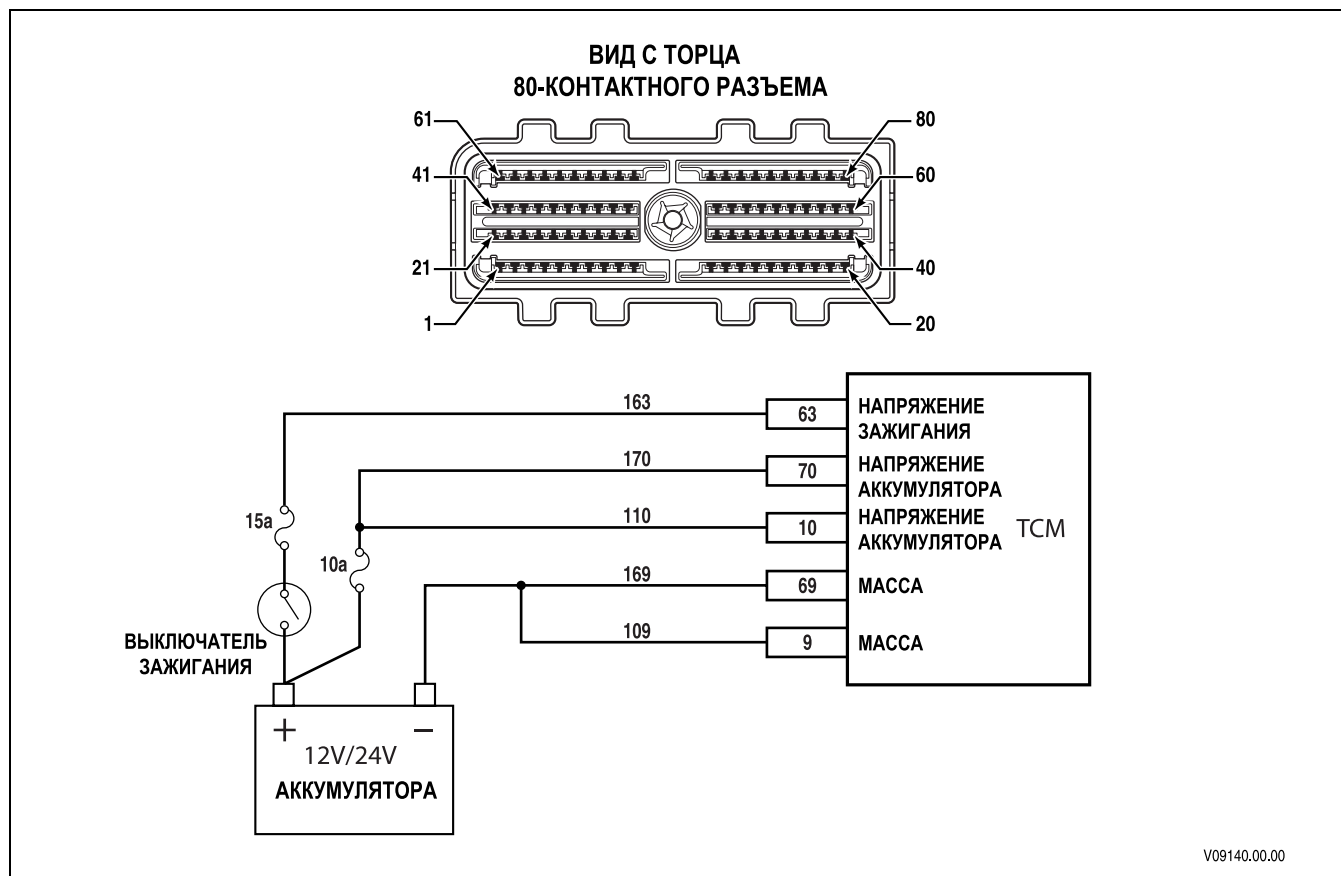 ВИД С ТОРЦА
80-КОНТАКТНОГО РАЗЪЕМА
61
80
41
60
21
40
1
20
163
63
НАПРЯЖЕНИЕ
ЗАЖИГАНИЯ
170
70
НАПРЯЖЕНИЕ
АККУМУЛЯТОРА
110
10
НАПРЯЖЕНИЕ
АККУМУЛЯТОРА
TCM
15a
10a
169
69
МАССА
109
9
МАССА
ВЫКЛЮЧАТЕЛЬ
ЗАЖИГАНИЯ
+
−
12V/24V
АККУМУЛЯТОРА
V09140.00.00